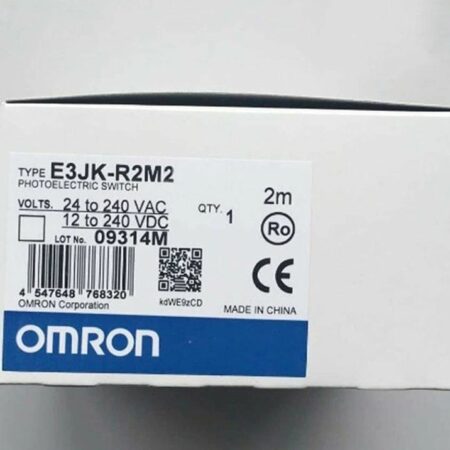 TYPE E3JK-R2M2
PHOTOELECTRIC SWITCH
VOLTS. 24 to 240 VAC
12 to 240 VDC
QTY. 1
2m
Ro
LOT No. 09314M
4 547648 768320
kdWE9zCD
CE
OMRON Corporation
MADE IN CHINA
OMRON